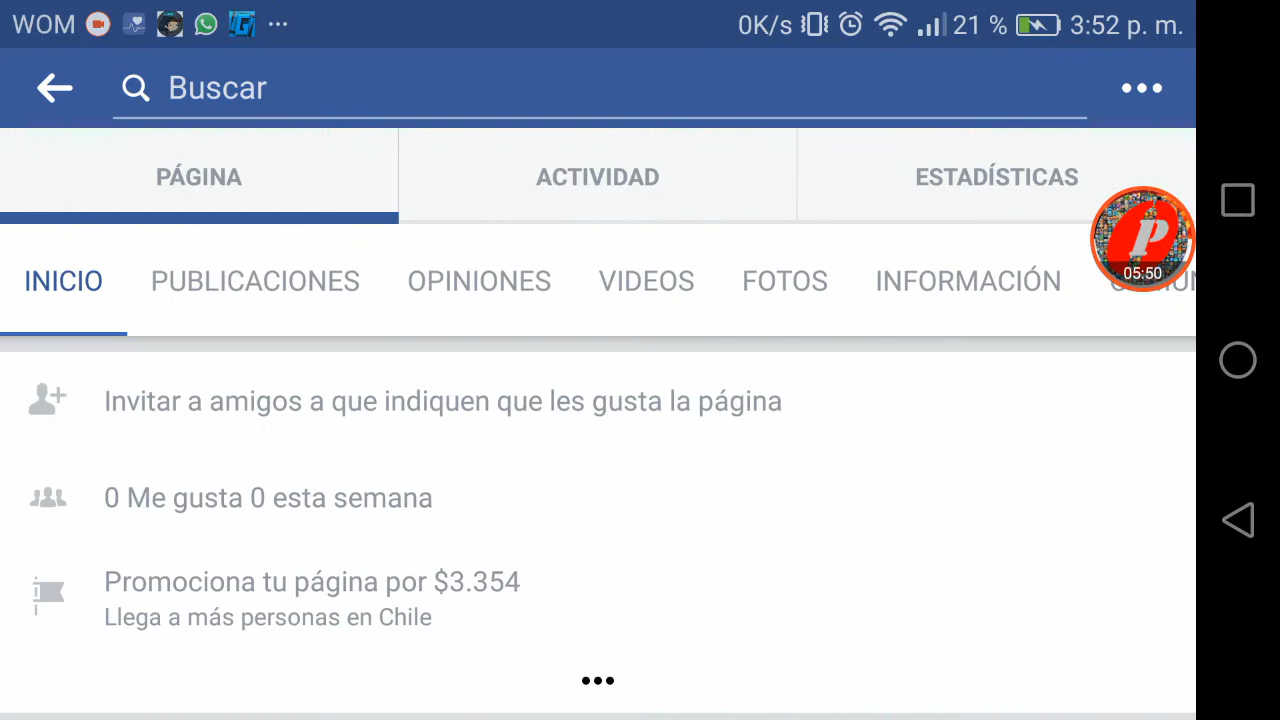 WOM 0K/s 21 % 3:52 p. m.
Buscar
PÁGINA ACTIVIDAD ESTADÍSTICAS
P
05:50
INICIO PUBLICACIONES OPINIONES VIDEOS FOTOS INFORMACIÓN
Invitar a amigos a que indiquen que les gusta la página
0 Me gusta 0 esta semana
Promociona tu página por $3.354
Llega a más personas en Chile